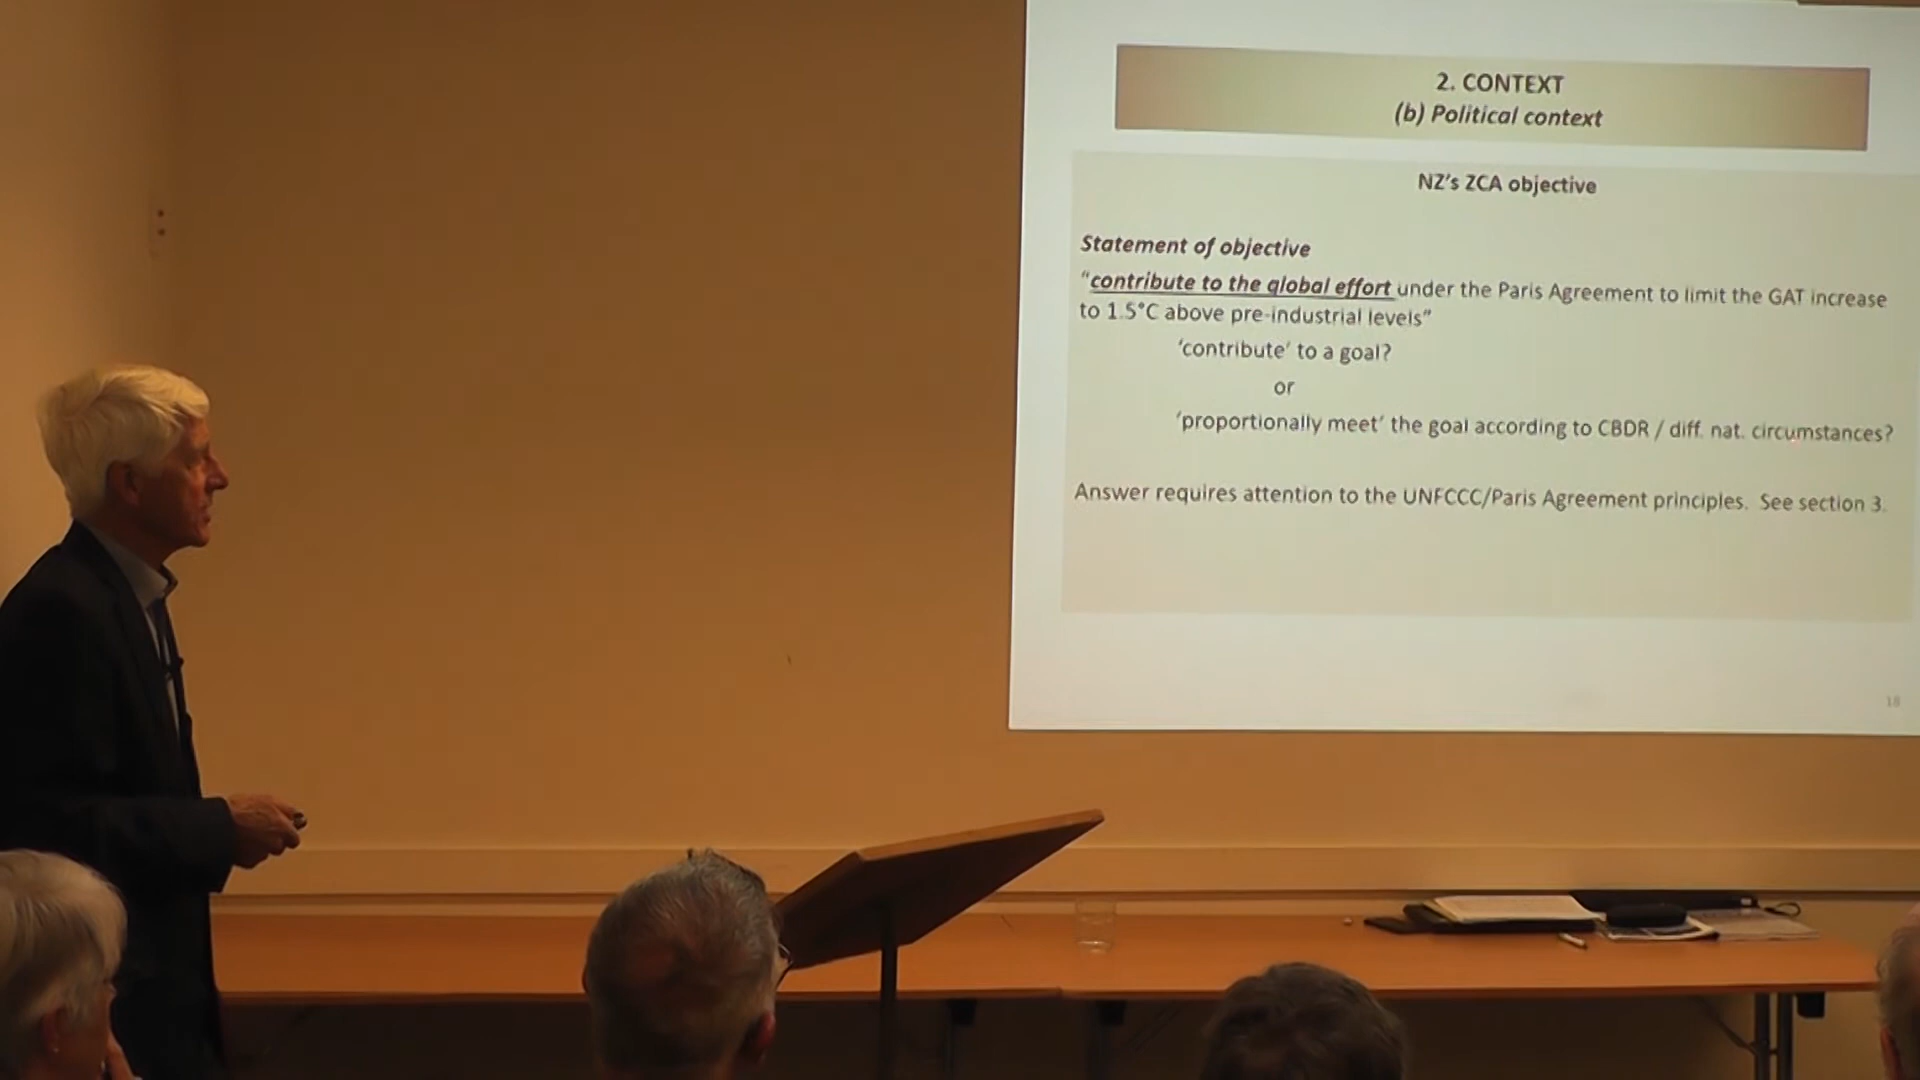 2. CONTEXT
(b) Political context
NZ's ZCA objective
Statement of objective
"contribute to the global effort under the Paris Agreement to limit the GAT increase
to 1.5°C above pre-industrial levels"
'contribute' to a goal?
or
'proportionally meet' the goal according to CBDR / diff. nat. circumstances?
Answer requires attention to the UNFCCC/Paris Agreement principles. See section 3.
18